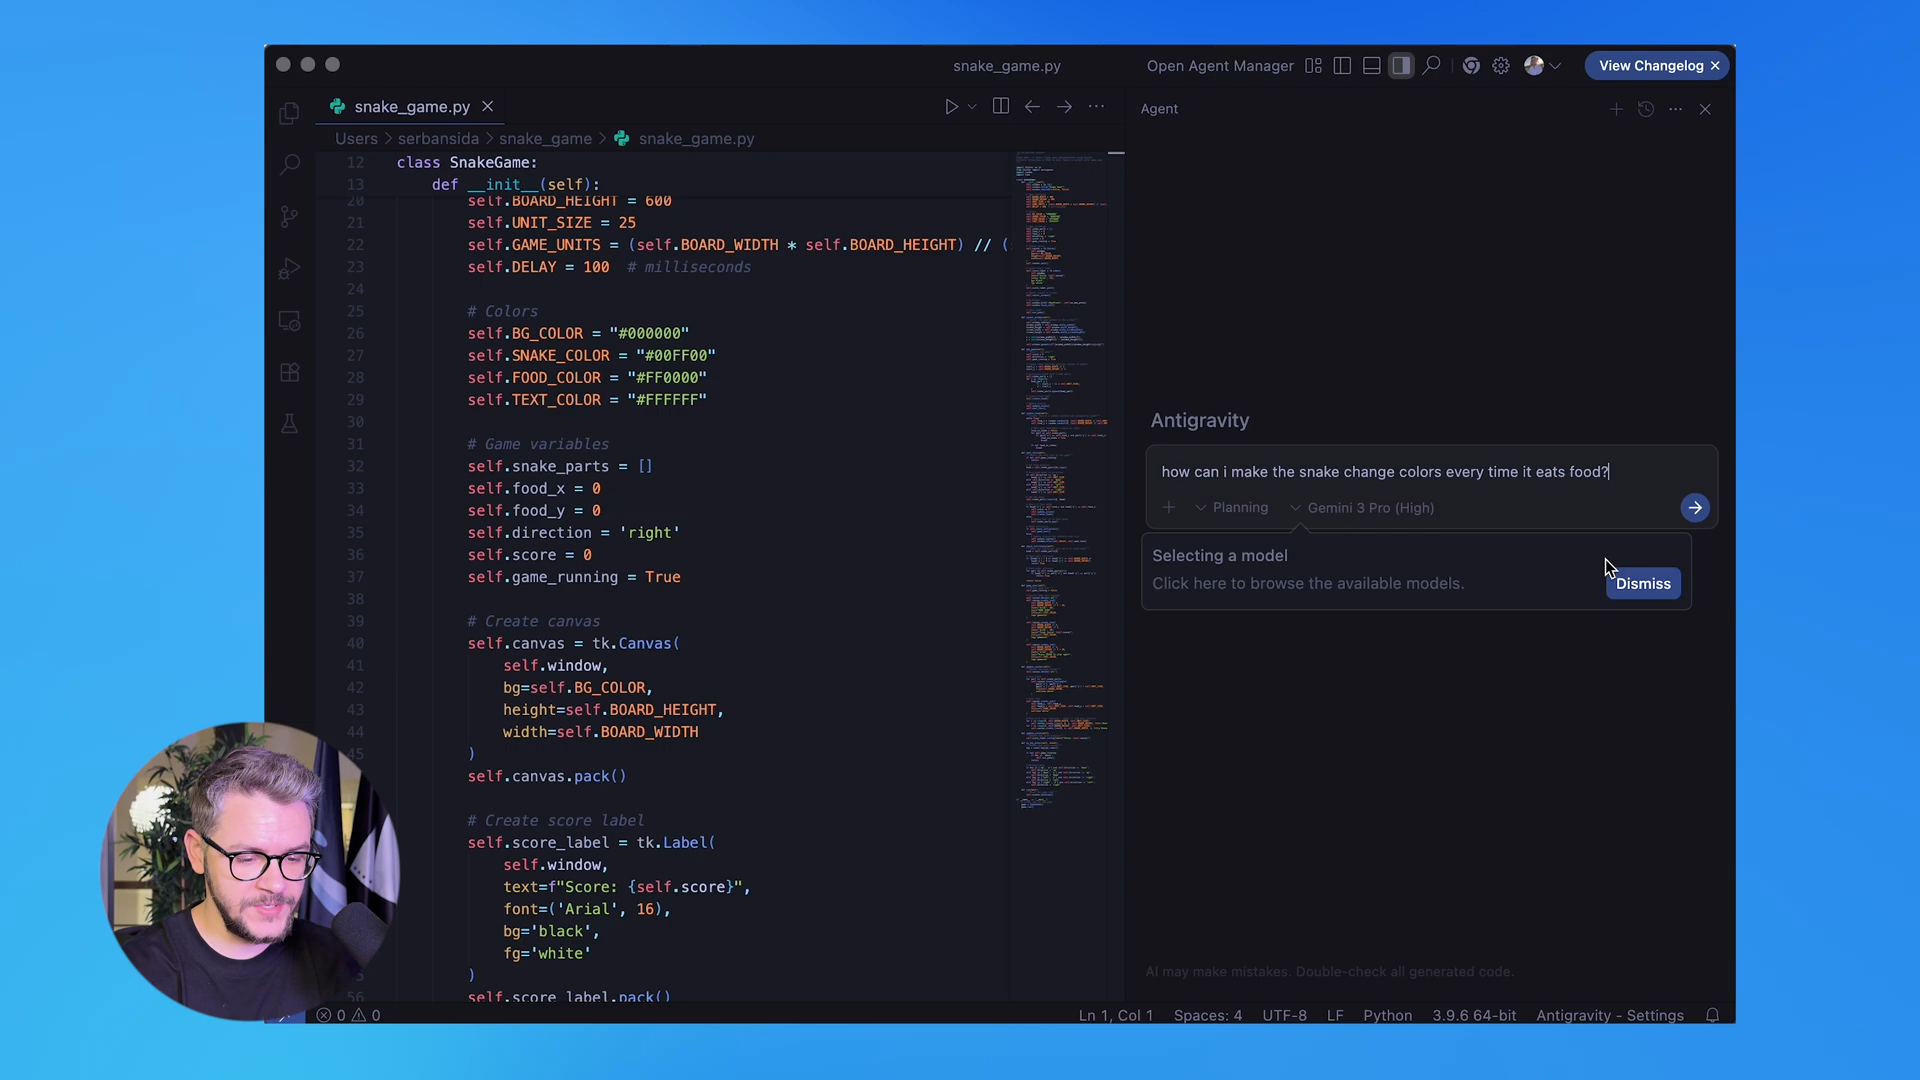 snake_game.py
Open Agent Manager
View Changelog ×
snake_game.py ×
Users > serbansida > snake_game > snake_game.py
12 class SnakeGame:
13 def __init__(self):
20 self.BOARD_HEIGHT = 600
21 self.UNIT_SIZE = 25
22 self.GAME_UNITS = (self.BOARD_WIDTH * self.BOARD_HEIGHT) // (
23 self.DELAY = 100 # milliseconds
24
25 # Colors
26 self.BG_COLOR = "#000000"
27 self.SNAKE_COLOR = "#00FF00"
28 self.FOOD_COLOR = "#FF0000"
29 self.TEXT_COLOR = "#FFFFFF"
30
31 # Game variables
32 self.snake_parts = []
33 self.food_x = 0
34 self.food_y = 0
35 self.direction = 'right'
36 self.score = 0
37 self.game_running = True
38
39 # Create canvas
40 self.canvas = tk.Canvas(
41 self.window,
42 bg=self.BG_COLOR,
43 height=self.BOARD_HEIGHT,
44 width=self.BOARD_WIDTH
45 )
self.canvas.pack()
# Create score label
self.score_label = tk.Label(
self.window,
text=f"Score: {self.score}",
font=('Arial', 16),
bg='black',
fg='white'
)
56 self.score_label.pack()
Agent
Antigravity
how can i make the snake change colors every time it eats food?
Planning
Gemini 3 Pro (High)
Selecting a model
Click here to browse the available models.
Dismiss
AI may make mistakes. Double-check all generated code.
0 0
Ln 1, Col 1
Spaces: 4
UTF-8
LF
Python
3.9.6 64-bit
Antigravity - Settings